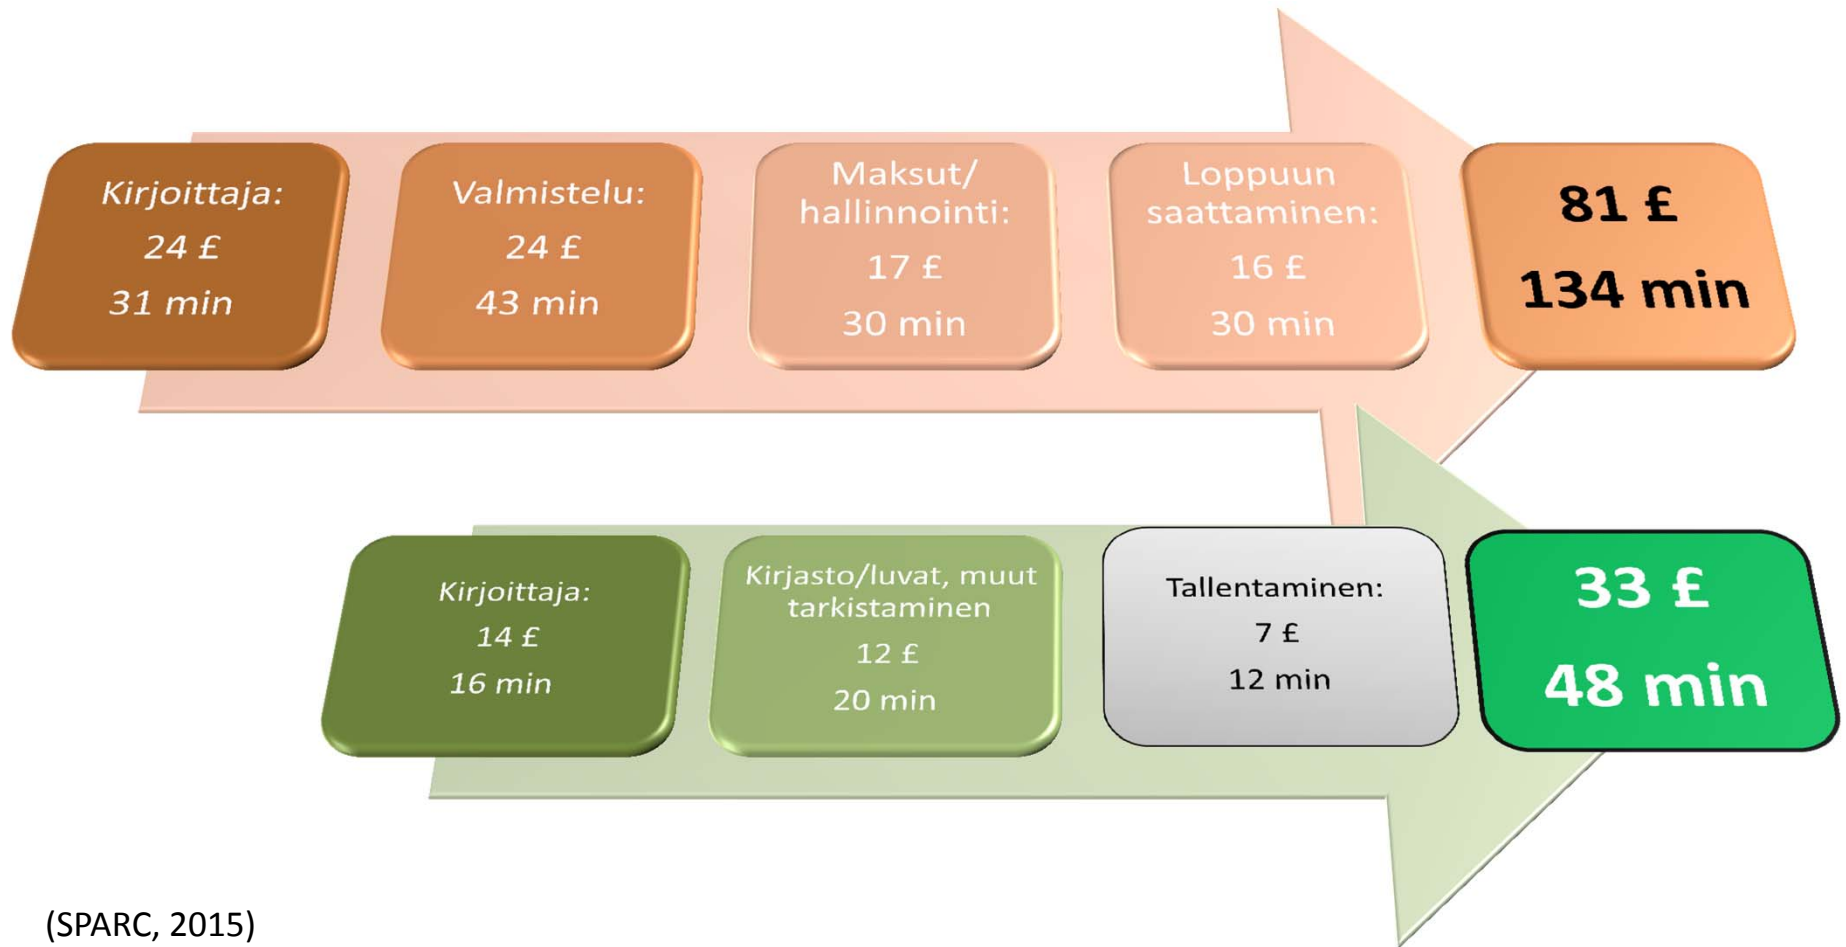 Kirjoittaja:
24 £
31 min
Valmistelu:
24 £
43 min
Maksut/
hallinnointi:
17 £
30 min
Loppuun
saattaminen:
16 £
30 min
81 £
134 min
Kirjoittaja:
14 £
16 min
Kirjasto/luvat, muut
tarkistaminen
12 £
20 min
Tallentaminen:
7 £
12 min
33 £
48 min
(SPARC, 2015)